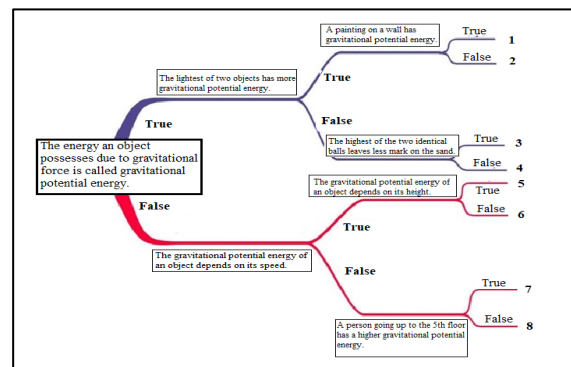 A painting on a wall has
gravitational potential energy.
True
1
False
2
The lightest of two objects has more
gravitational potential energy.
True
True
False
The highest of the two identical
balls leaves less mark on the sand.
True
3
False
4
The energy an object
possesses due to gravitational
force is called gravitational
potential energy.
The gravitational potential energy of
an object depends on its height.
5
True
False
6
False
True
The gravitational potential energy of
an object depends on its speed.
False
True
7
False
8
A person going up to the 5th floor
has a higher gravitational potential
energy.